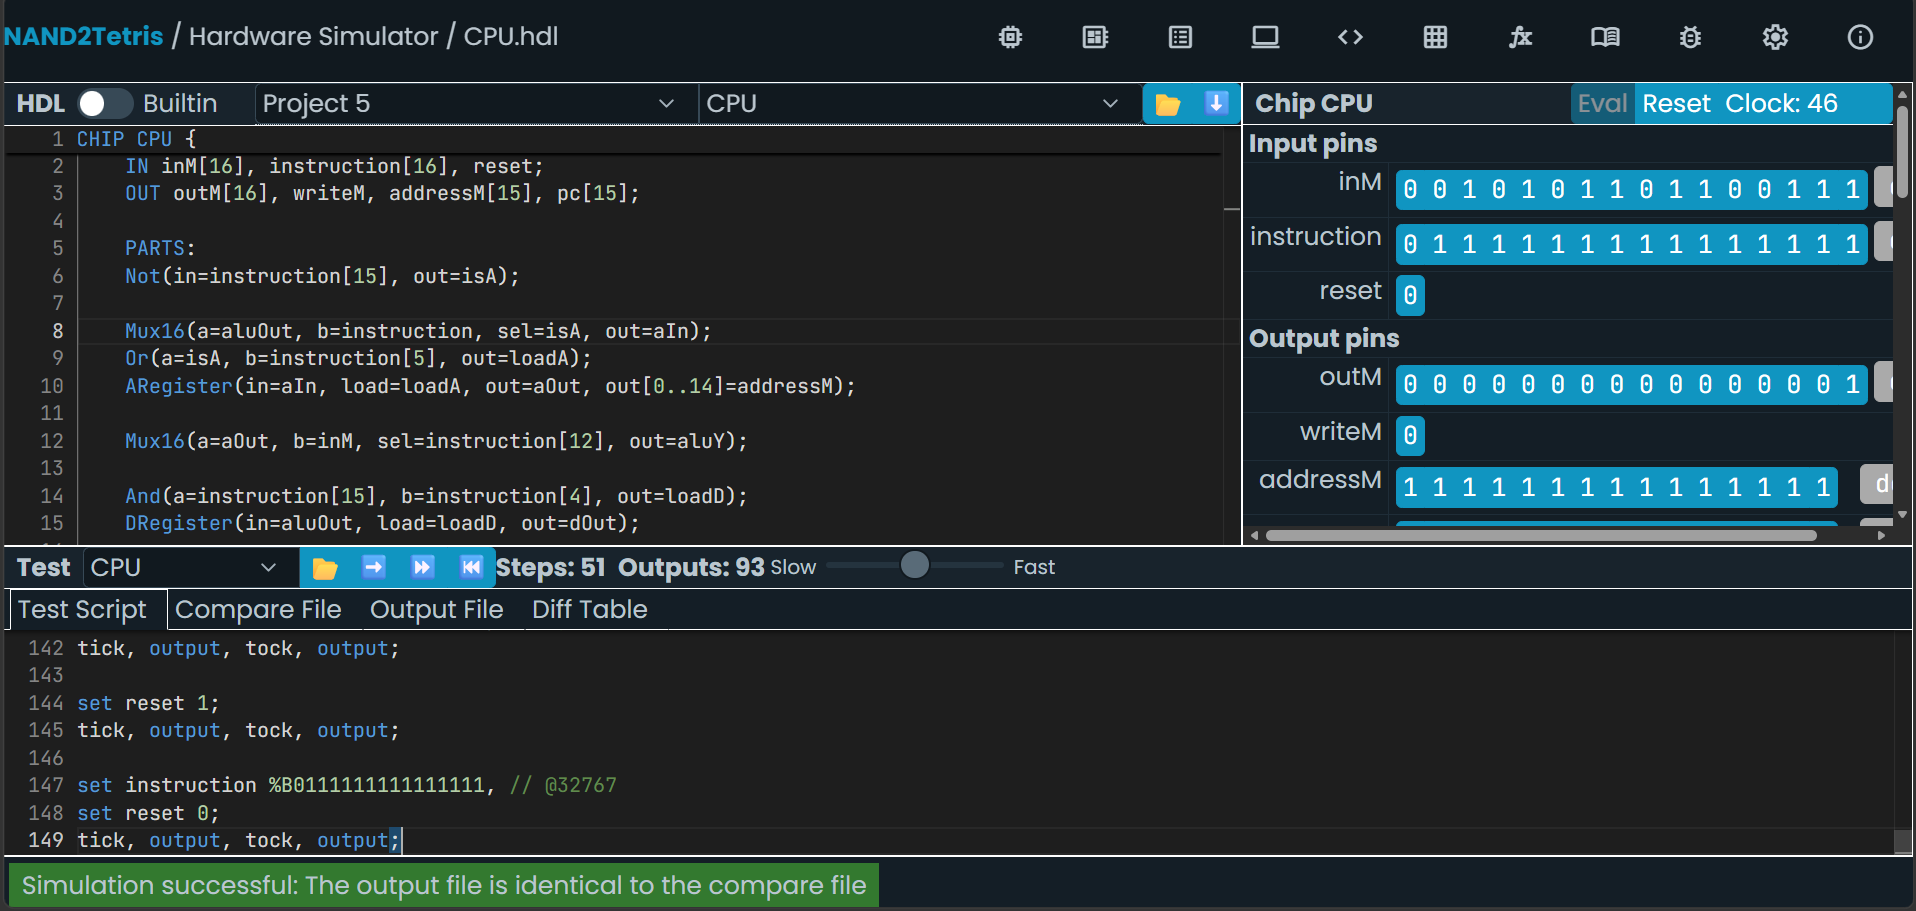 NAND2Tetris / Hardware Simulator / CPU.hdl
HDL Builtin Project 5 CPU
1 CHIP CPU {
2 IN inM[16], instruction[16], reset;
3 OUT outM[16], writeM, addressM[15], pc[15];
4
5 PARTS:
6 Not(in=instruction[15], out=isA);
7
8 Mux16(a=aluOut, b=instruction, sel=isA, out=aIn);
9 Or(a=isA, b=instruction[5], out=loadA);
10 ARegister(in=aIn, load=loadA, out=aOut, out[0..14]=addressM);
11
12 Mux16(a=aOut, b=inM, sel=instruction[12], out=aluY);
13
14 And(a=instruction[15], b=instruction[4], out=loadD);
15 DRegister(in=aluOut, load=loadD, out=dOut);
Chip CPU Eval Reset Clock: 46
Input pins
inM 0 0 1 0 1 0 1 1 0 1 1 0 0 1 1 1
instruction 0 1 1 1 1 1 1 1 1 1 1 1 1 1 1 1
reset 0
Output pins
outM 0 0 0 0 0 0 0 0 0 0 0 0 0 0 0 1
writeM 0
addressM 1 1 1 1 1 1 1 1 1 1 1 1 1 1 1
Test CPU Steps: 51 Outputs: 93 Slow Fast
Test Script Compare File Output File Diff Table
142 tick, output, tock, output;
143
144 set reset 1;
145 tick, output, tock, output;
146
147 set instruction %B0111111111111111, // @32767
148 set reset 0;
149 tick, output, tock, output;
Simulation successful: The output file is identical to the compare file